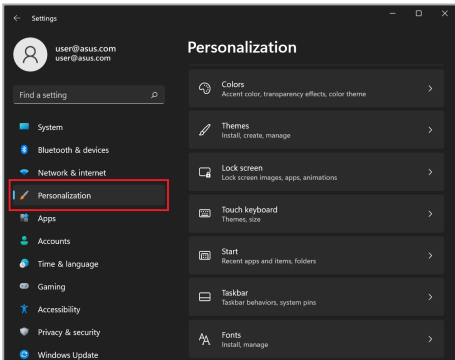 Settings
user@asus.com
user@asus.com
Find a setting
System
Bluetooth & devices
Network & internet
Personalization
Apps
Accounts
Time & language
Gaming
Accessibility
Privacy & security
Windows Update
Personalization
Colors
Accent color, transparency effects, color theme
Themes
Install, create, manage
Lock screen
Lock screen images, apps, animations
Touch keyboard
Themes, size
Start
Recent apps and items, folders
Taskbar
Taskbar behaviors, system pins
Fonts
Install, manage